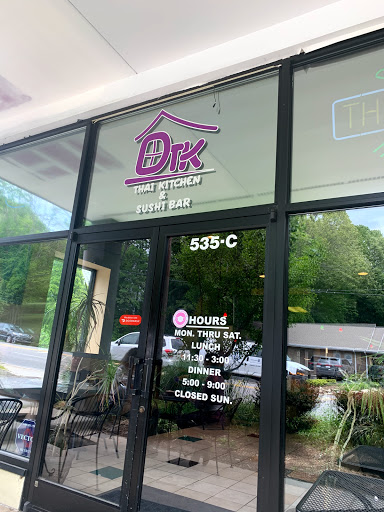 DTK
THAI KITCHEN
&
SUSHI BAR
TH
535-C
HOURS
MON. THRU SAT.
LUNCH
11:30 - 3:00
DINNER
5:00 - 9:00
CLOSED SUN.